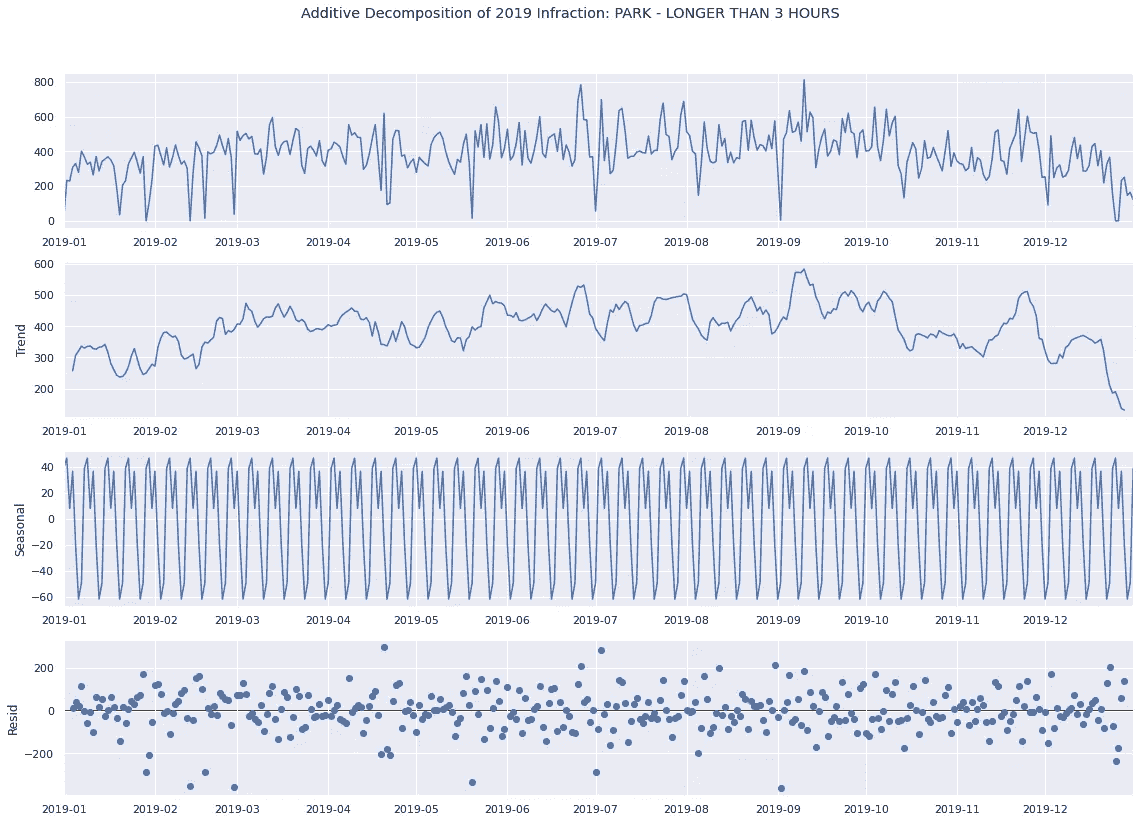 Additive Decomposition of 2019 Infraction: PARK - LONGER THAN 3 HOURS
800
600
400
200
0
2019-01 2019-02 2019-03 2019-04 2019-05 2019-06 2019-07 2019-08 2019-09 2019-10 2019-11 2019-12
Trend
600
500
400
300
200
2019-01 2019-02 2019-03 2019-04 2019-05 2019-06 2019-07 2019-08 2019-09 2019-10 2019-11 2019-12
Seasonal
40
20
0
−20
−40
−60
2019-01 2019-02 2019-03 2019-04 2019-05 2019-06 2019-07 2019-08 2019-09 2019-10 2019-11 2019-12
Resid
200
0
−200
2019-01 2019-02 2019-03 2019-04 2019-05 2019-06 2019-07 2019-08 2019-09 2019-10 2019-11 2019-12